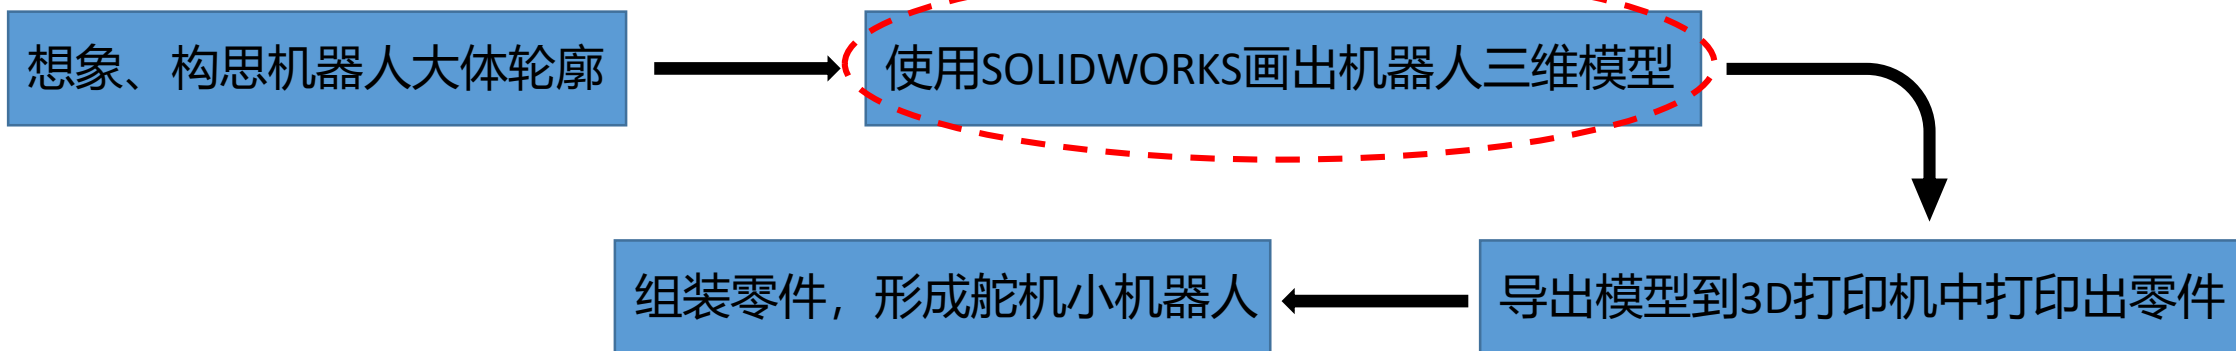 想象、构思机器人大体轮廓
使用SOLIDWORKS画出机器人三维模型
导出模型到3D打印机中打印出零件
组装零件，形成舵机小机器人